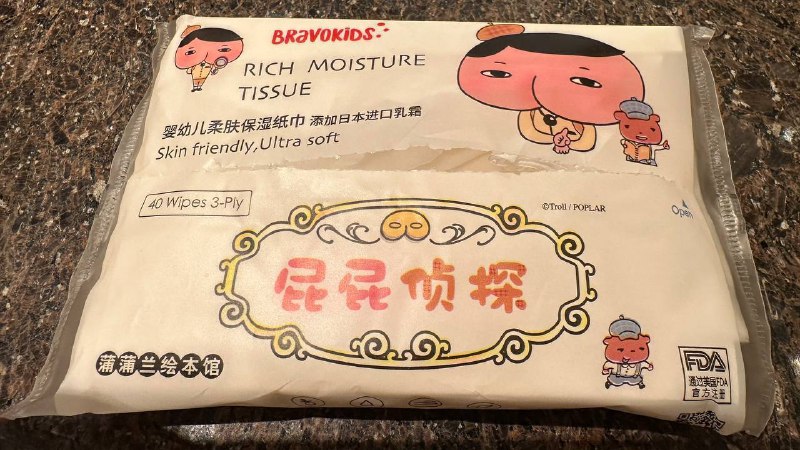 BRAVOKIDS
RICH MOISTURE
TISSUE
婴幼儿柔肤保湿纸巾 添加日本进口乳霜
Skin friendly,Ultra soft
40 Wipes 3-Ply
©Troll / POPLAR
Open
屁屁侦探
蒲蒲兰绘本馆
FDA
通过美国FDA
官方注册